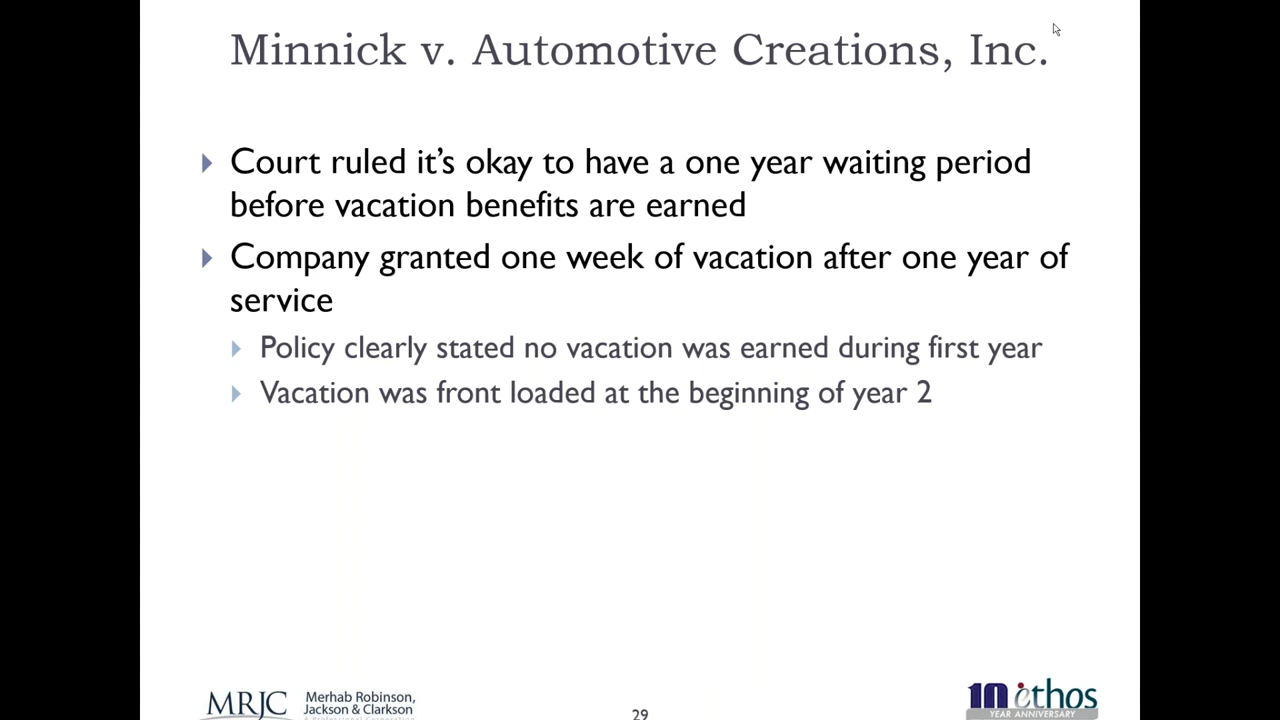 Minnick v. Automotive Creations, Inc.
Court ruled it's okay to have a one year waiting period
before vacation benefits are earned
Company granted one week of vacation after one year of
service
Policy clearly stated no vacation was earned during first year
Vacation was front loaded at the beginning of year 2
MRJC Merhab Robinson,
Jackson & Clarkson
A Professional Corporation
29
10 ethos
YEAR ANNIVERSARY